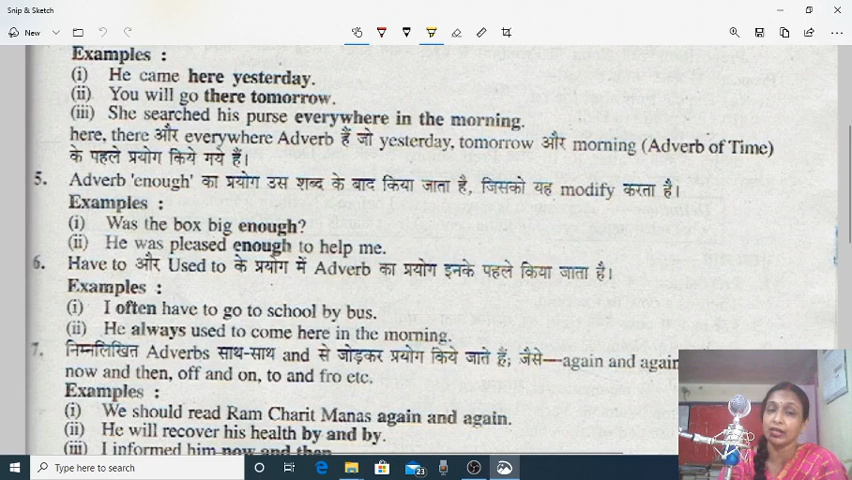 Snip & Sketch
New
Examples :
(i) He came here yesterday.
(ii) You will go there tomorrow.
(iii) She searched his purse everywhere in the morning.
here, there और everywhere Adverb हैं जो yesterday, tomorrow और morning (Adverb of Time)
के पहले प्रयोग किये गये हैं।
5. Adverb 'enough' का प्रयोग उस शब्द के बाद किया जाता है, जिसको यह modify करता है।
Examples :
(i) Was the box big enough?
(ii) He was pleased enough to help me.
6. Have to और Used to के प्रयोग में Adverb का प्रयोग इनके पहले किया जाता है।
Examples :
(i) I often have to go to school by bus.
(ii) He always used to come here in the morning.
7. निम्नलिखित Adverbs साथ-साथ and से जोड़कर प्रयोग किये जाते हैं; जैसे—again and again
now and then, off and on, to and fro etc.
Examples :
(i) We should read Ram Charit Manas again and again.
(ii) He will recover his health by and by.
(iii) I informed him now and then
Type here to search
23